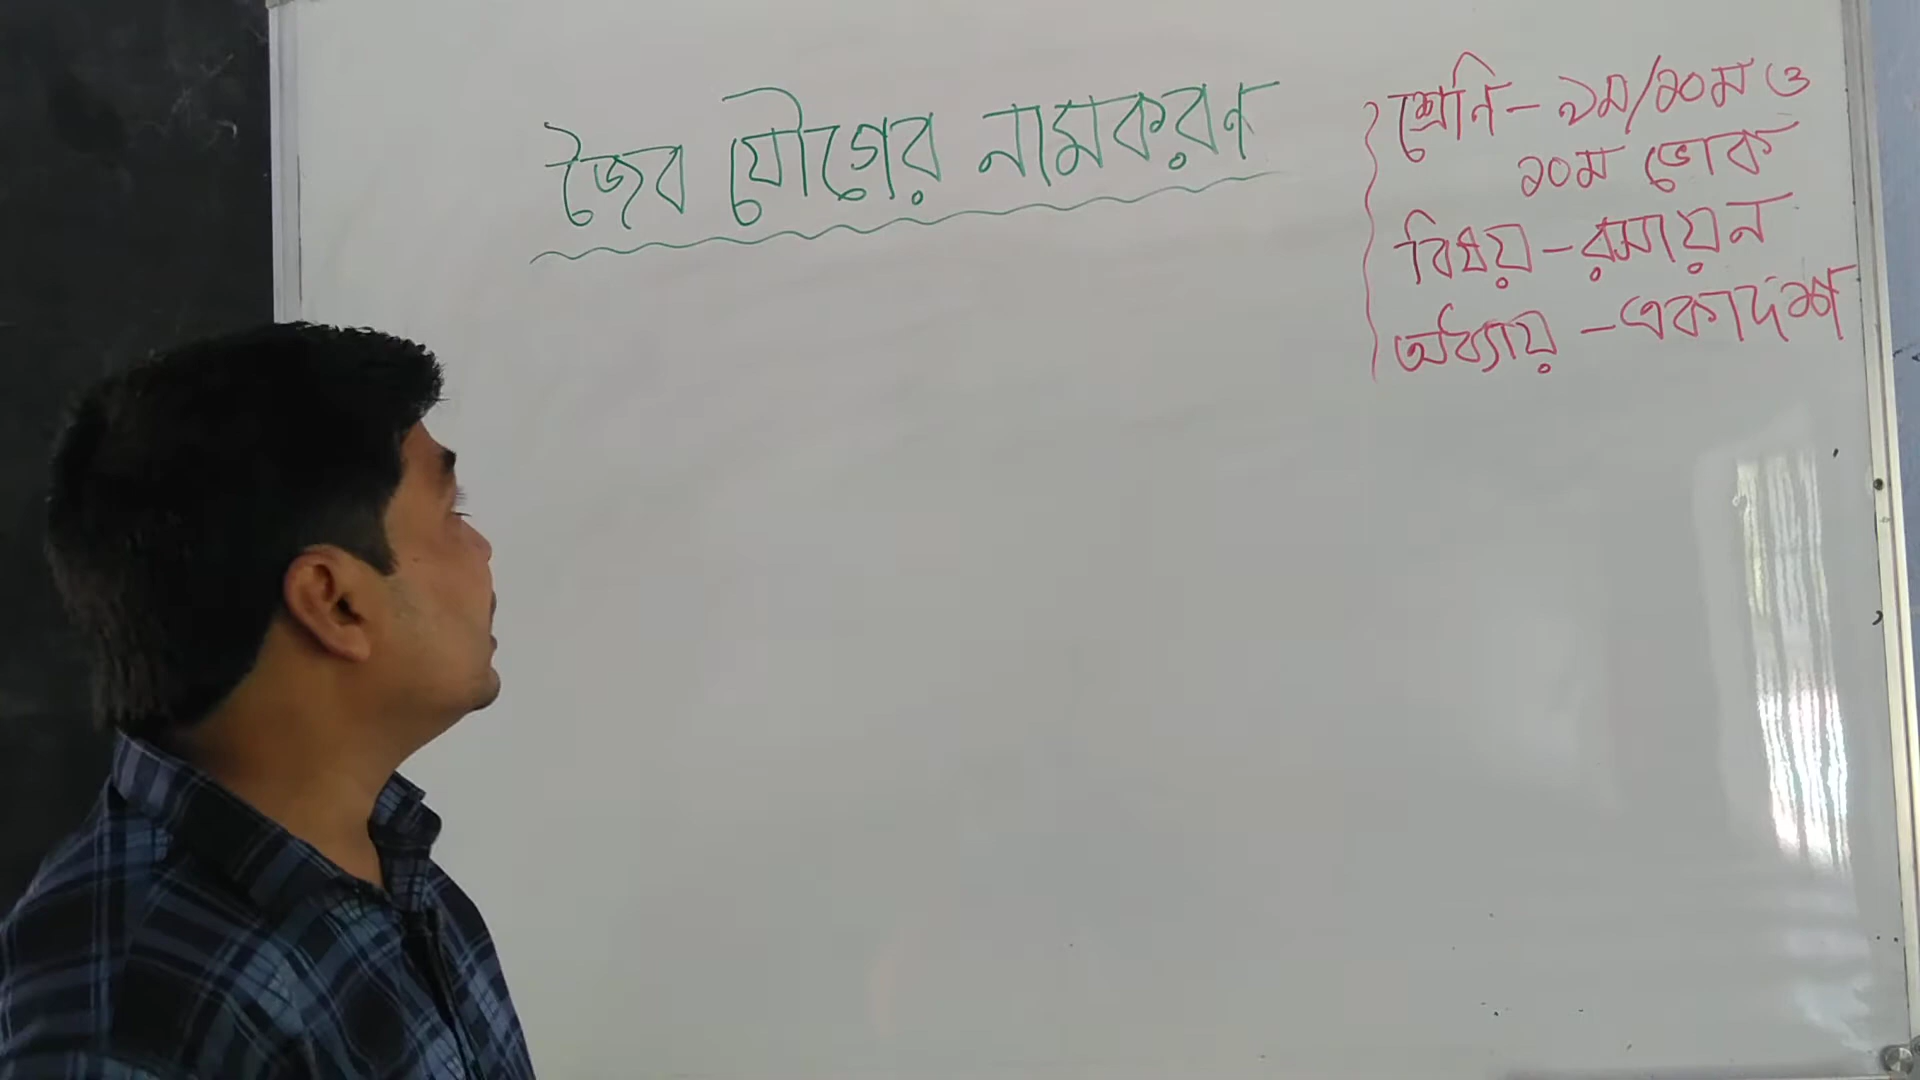 জৈব যৌগের নামকরণ
শ্রেণি - ৯ম/১০ম ও
১০ম ভোক
বিষয় - রসায়ন
অধ্যায় - একাদশ